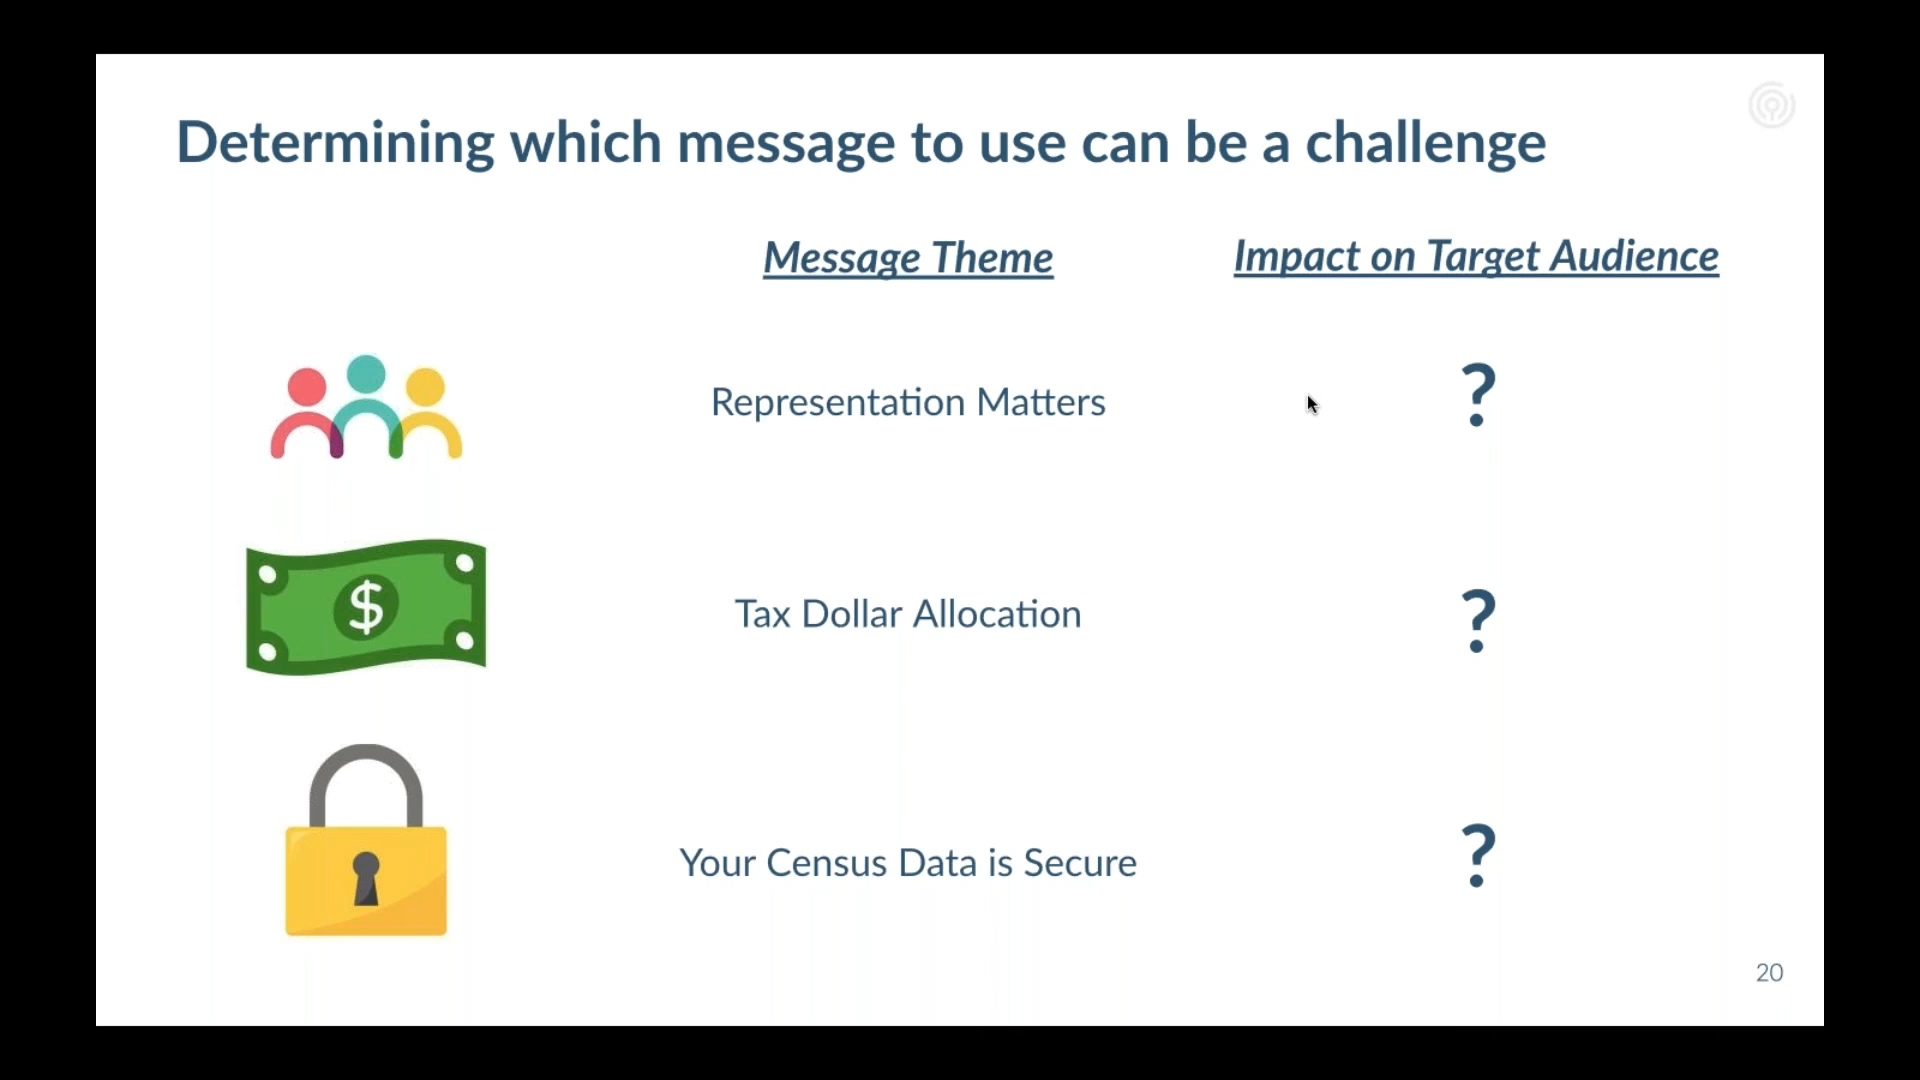 Determining which message to use can be a challenge
Message Theme
Impact on Target Audience
Representation Matters
?
$
Tax Dollar Allocation
?
Your Census Data is Secure
?
20